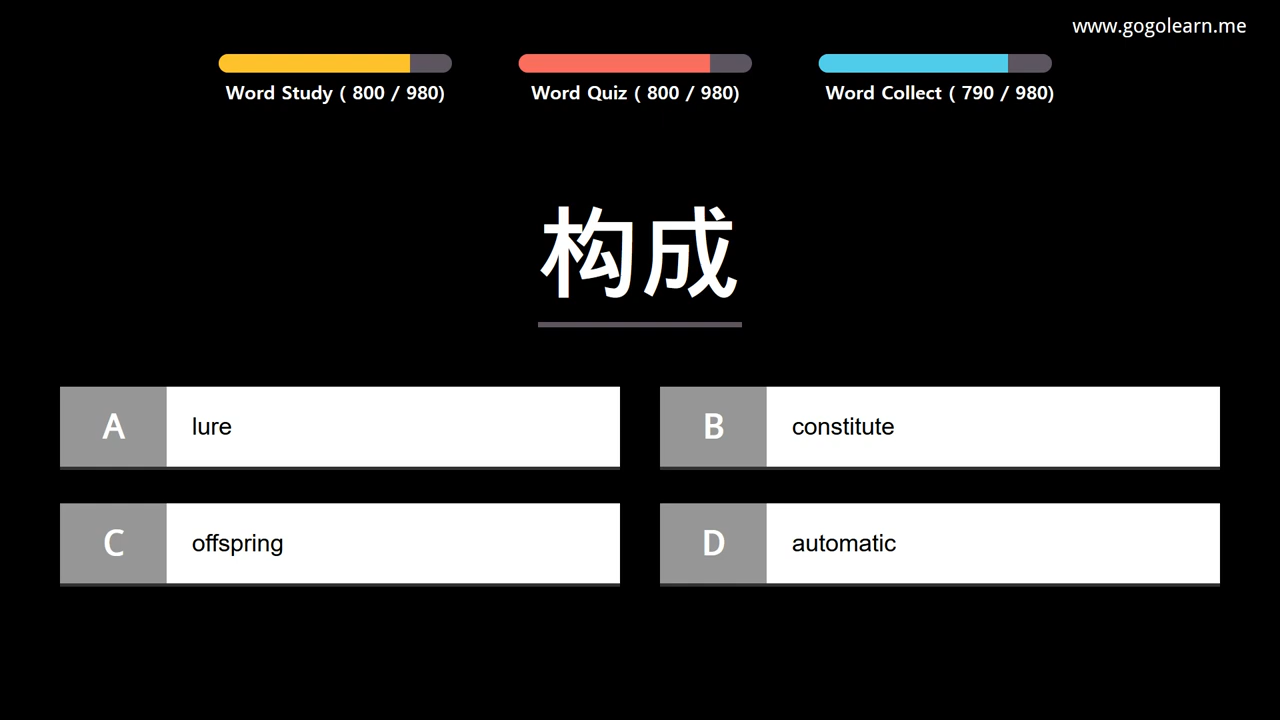 www.gogolearn.me
Word Study ( 800 / 980)
Word Quiz ( 800 / 980)
Word Collect ( 790 / 980)
构成
A lure
B constitute
C offspring
D automatic